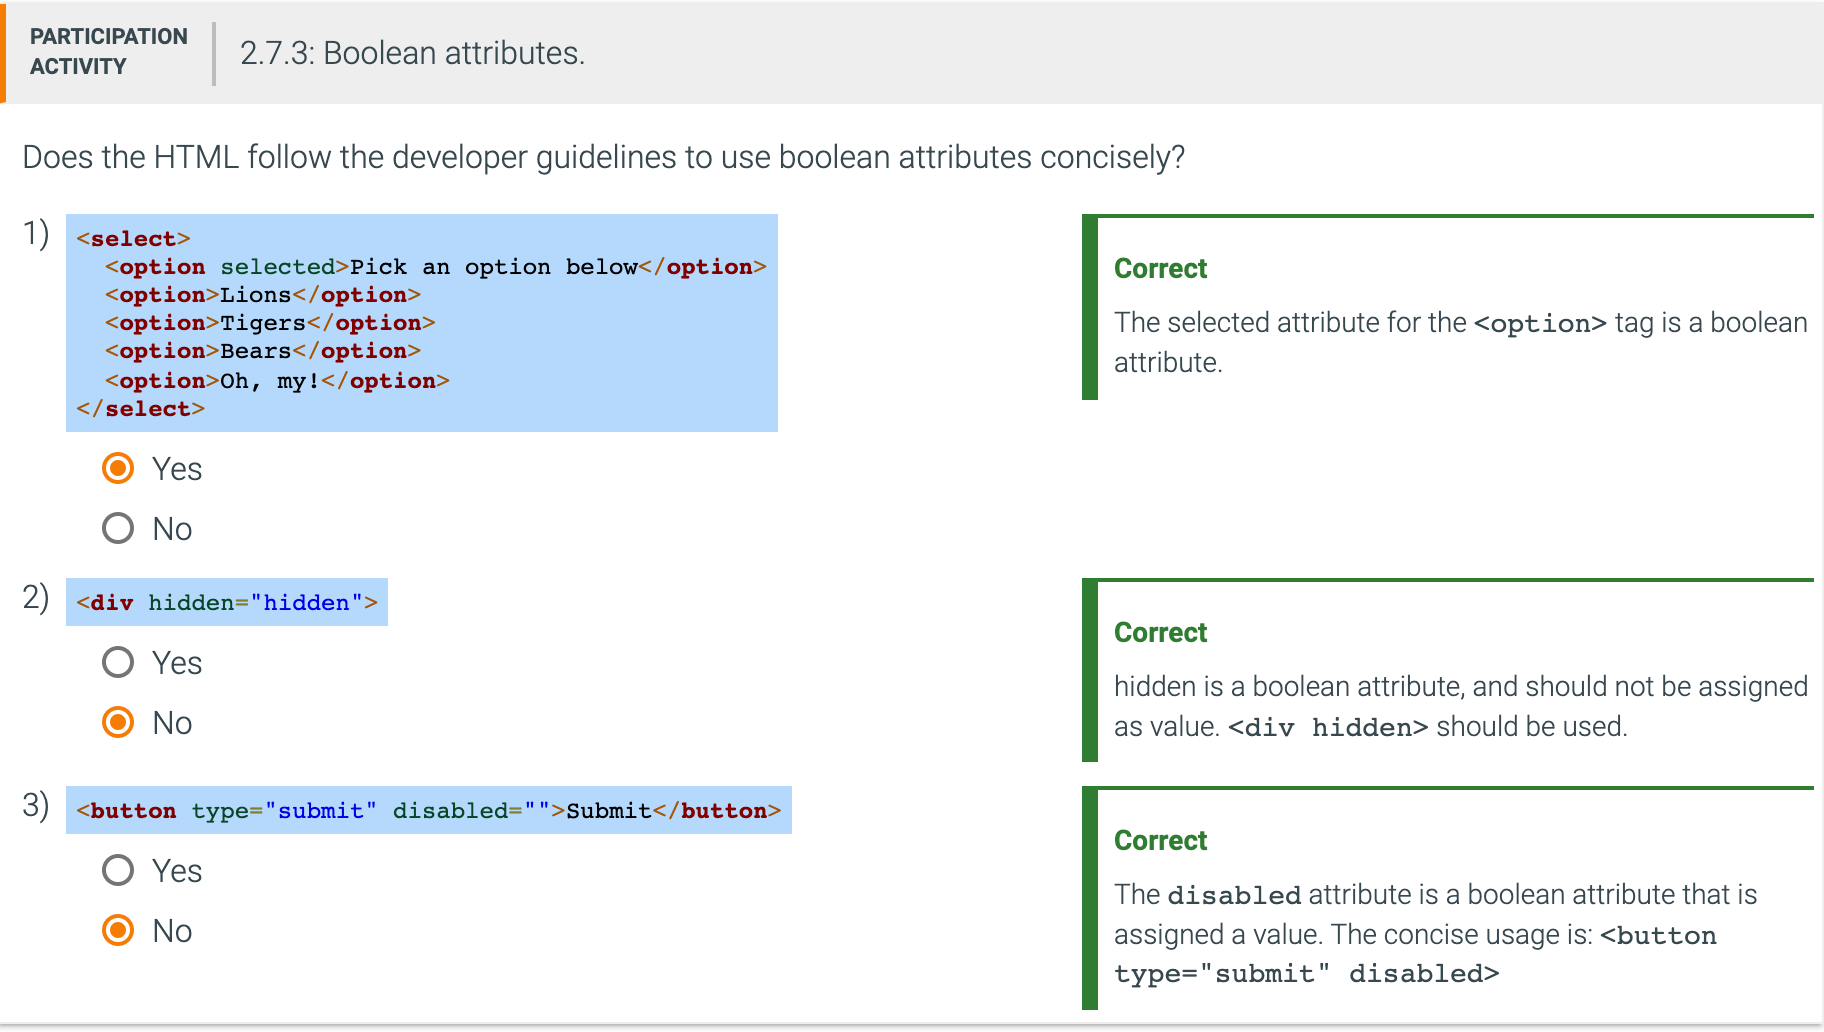 PARTICIPATION
ACTIVITY
2.7.3: Boolean attributes.
Does the HTML follow the developer guidelines to use boolean attributes concisely?
1)
<select>
  <option selected>Pick an option below</option>
  <option>Lions</option>
  <option>Tigers</option>
  <option>Bears</option>
  <option>Oh, my!</option>
</select>
Yes
No
Correct
The selected attribute for the <option> tag is a boolean
attribute.
2)
<div hidden="hidden">
Yes
No
Correct
hidden is a boolean attribute, and should not be assigned
as value. <div hidden> should be used.
3)
<button type="submit" disabled="">Submit</button>
Yes
No
Correct
The disabled attribute is a boolean attribute that is
assigned a value. The concise usage is: <button
type="submit" disabled>